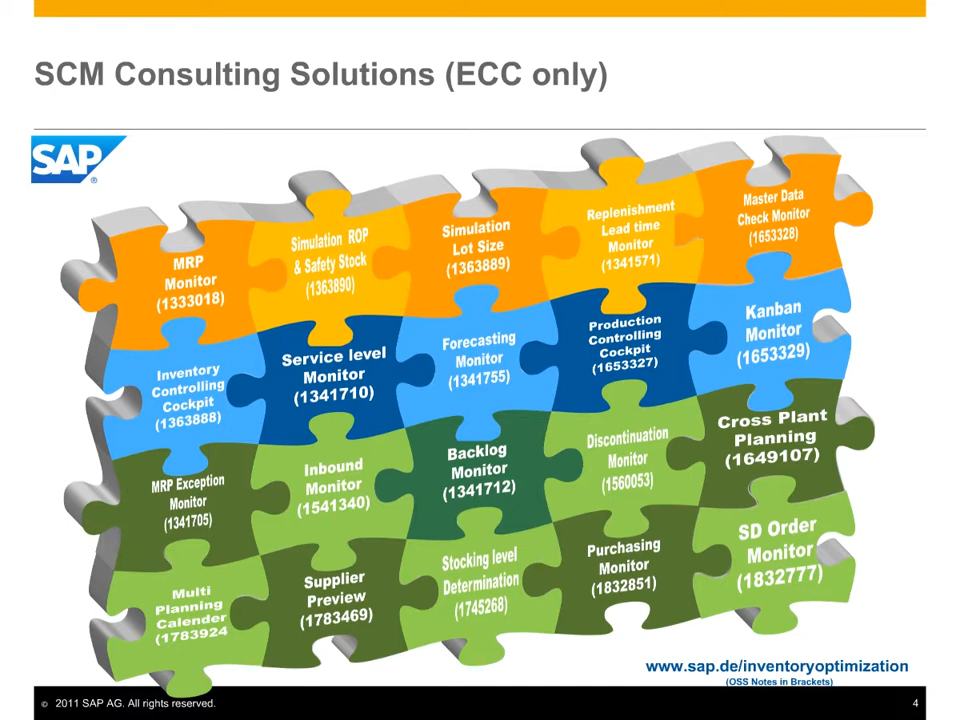 SCM Consulting Solutions (ECC only)
SAP
®
MRP
Monitor
(1333018)
Simulation ROP
& Safety Stock
(1363890)
Simulation
Lot Size
(1363889)
Replenishment
Lead time
Monitor
(1341571)
Master Data
Check Monitor
(1653328)
Inventory
Controlling
Cockpit
(1363888)
Service level
Monitor
(1341710)
Forecasting
Monitor
(1341755)
Production
Controlling
Cockpit
(1653327)
Kanban
Monitor
(1653329)
MRP Exception
Monitor
(1341705)
Inbound
Monitor
(1541340)
Backlog
Monitor
(1341712)
Discontinuation
Monitor
(1560053)
Cross Plant
Planning
(1649107)
Multi
Planning
Calender
(1783924
Supplier
Preview
(1783469)
Stocking level
Determination
(1745268)
Purchasing
Monitor
(1832851)
SD Order
Monitor
(1832777)
www.sap.de/inventoryoptimization
(OSS Notes in Brackets)
© 2011 SAP AG. All rights reserved. 4